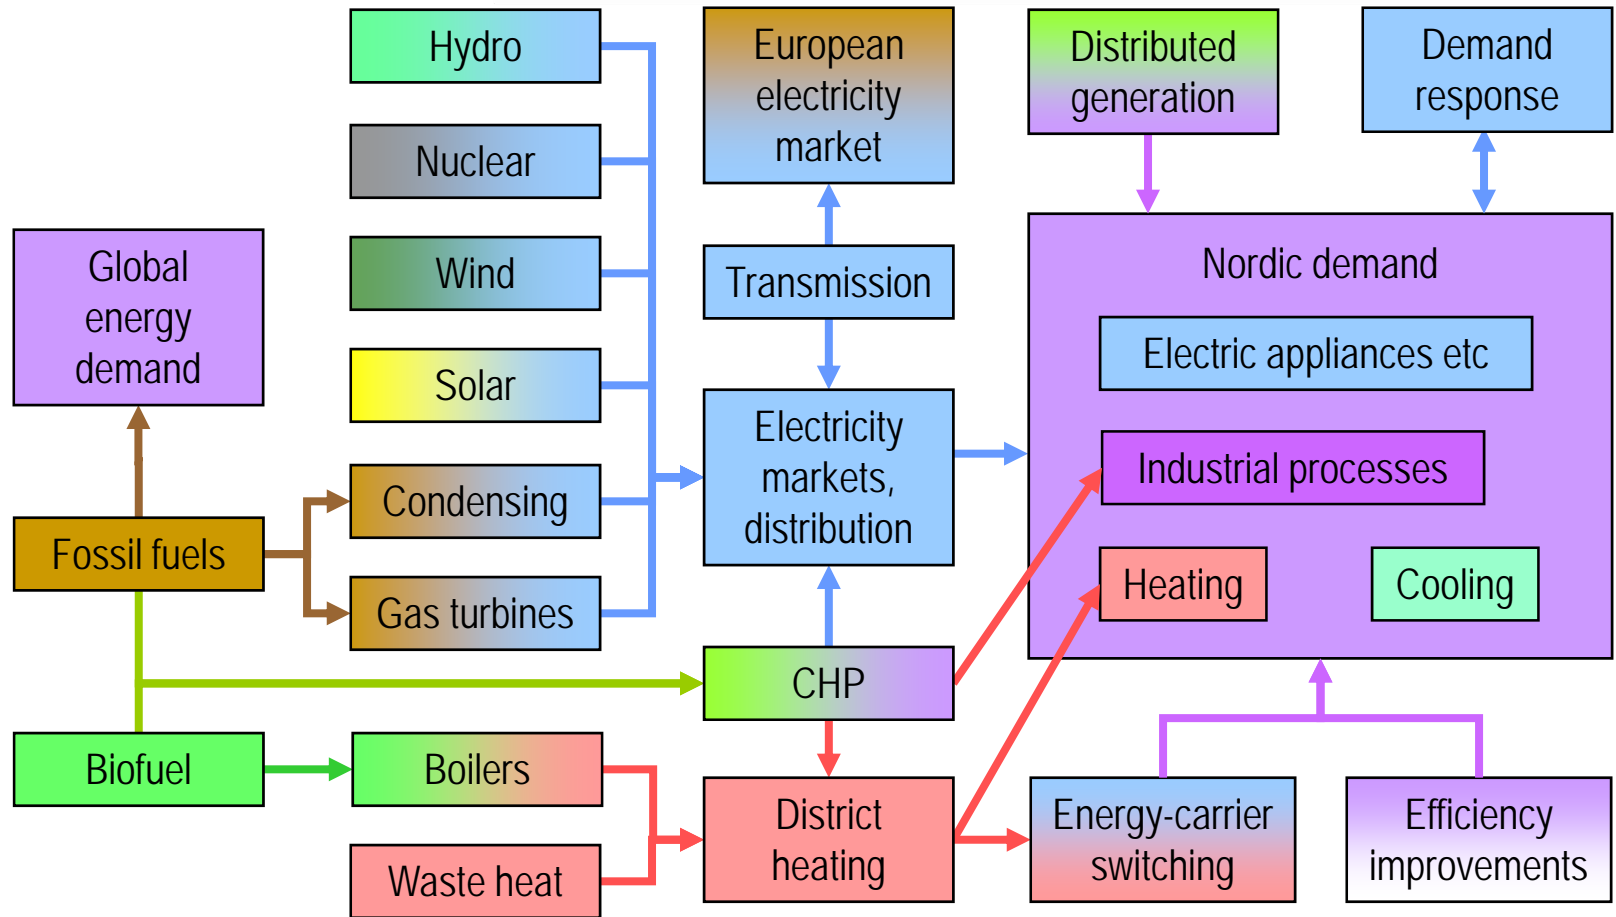 Hydro
Nuclear
Wind
Solar
Condensing
Gas turbines
Global
energy
demand
Fossil fuels
Biofuel
Boilers
Waste heat
European
electricity
market
Transmission
Electricity
markets,
distribution
CHP
District
heating
Distributed
generation
Demand
response
Nordic demand
Electric appliances etc
Industrial processes
Heating
Cooling
Energy-carrier
switching
Efficiency
improvements